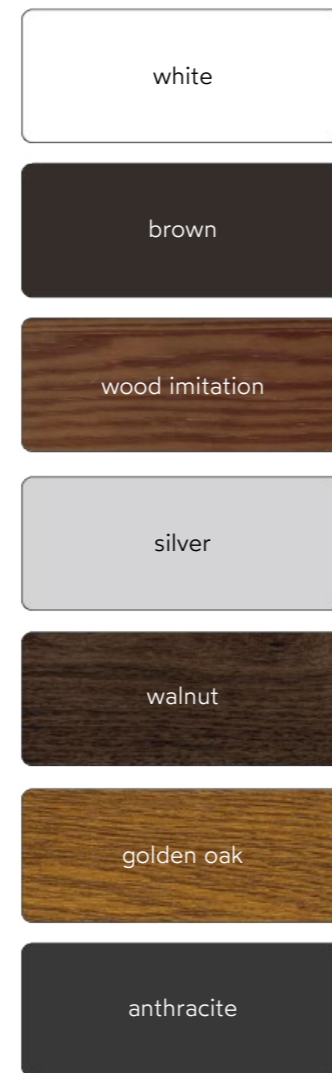 white
brown
wood imitation
silver
walnut
golden oak
anthracite